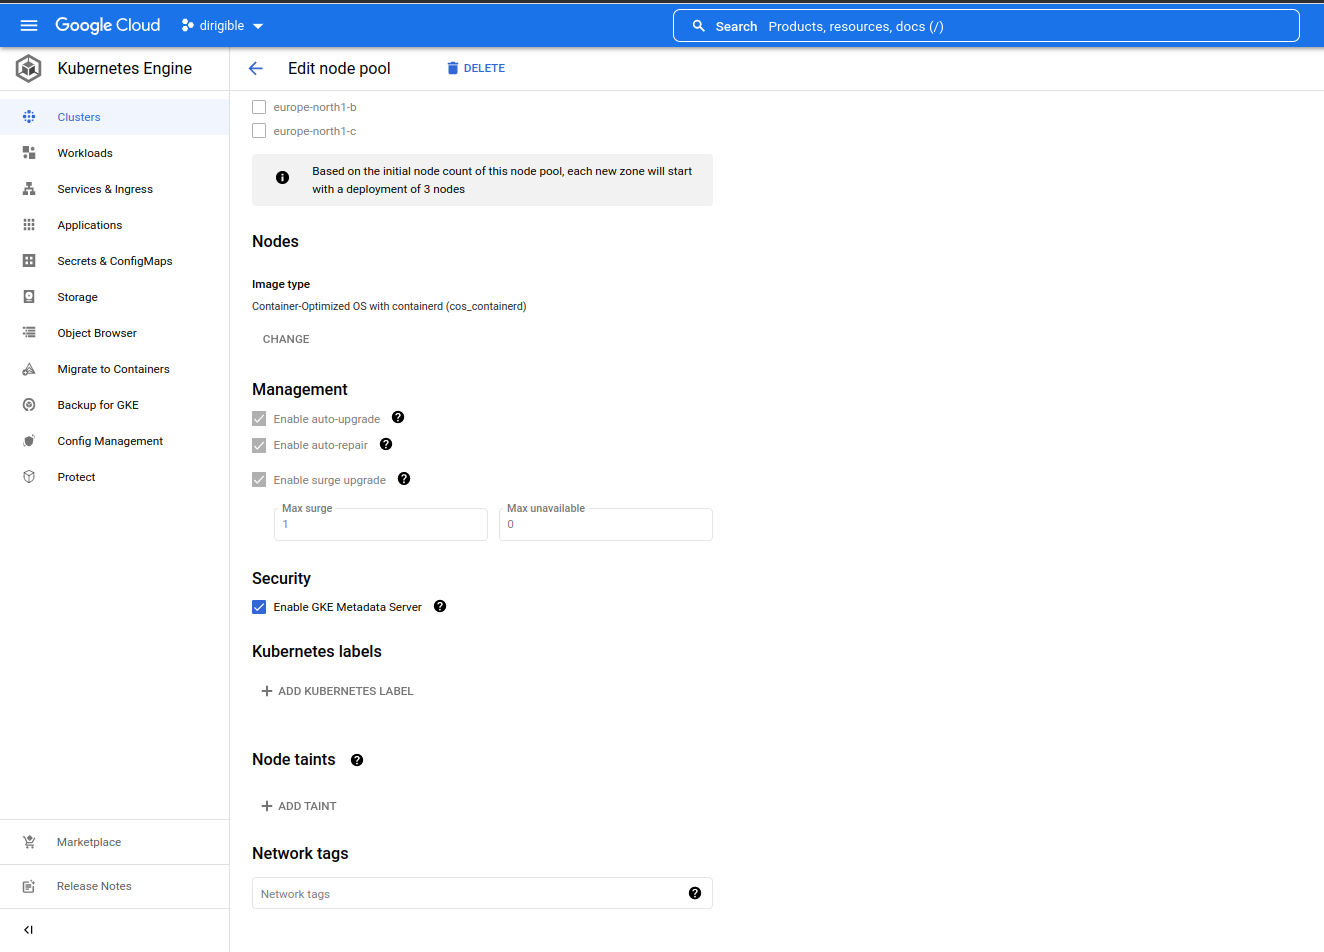 Google Cloud
dirigible
Search Products, resources, docs (/)
Kubernetes Engine
Edit node pool
DELETE
Clusters
Workloads
Services & Ingress
Applications
Secrets & ConfigMaps
Storage
Object Browser
Migrate to Containers
Backup for GKE
Config Management
Protect
Marketplace
Release Notes
europe-north1-b
europe-north1-c
Based on the initial node count of this node pool, each new zone will start
with a deployment of 3 nodes
Nodes
Image type
Container-Optimized OS with containerd (cos_containerd)
CHANGE
Management
Enable auto-upgrade
Enable auto-repair
Enable surge upgrade
Max surge
1
Max unavailable
0
Security
Enable GKE Metadata Server
Kubernetes labels
ADD KUBERNETES LABEL
Node taints
ADD TAINT
Network tags
Network tags